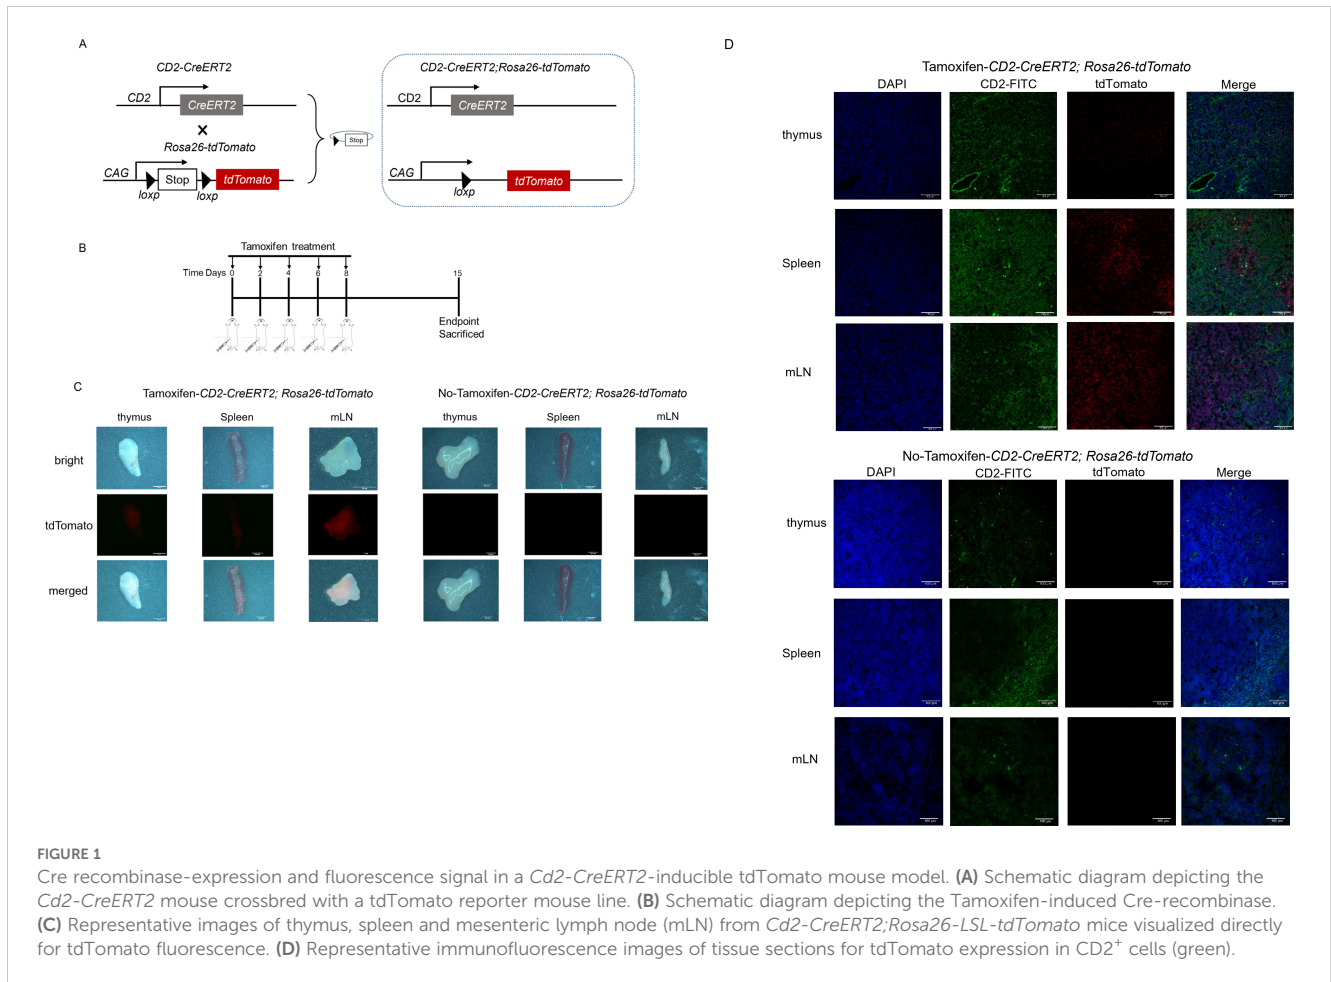 A
CD2-CreERT2
CD2
CreERT2
×
Rosa26-tdTomato
CAG
loxp
Stop
loxp
tdTomato
Stop
CD2-CreERT2;Rosa26-tdTomato
CD2
CreERT2
CAG
loxp
tdTomato
B
Tamoxifen treatment
Time Days 0 2 4 6 8 15
Endpoint
Sacrificed
C
Tamoxifen-CD2-CreERT2; Rosa26-tdTomato
No-Tamoxifen-CD2-CreERT2; Rosa26-tdTomato
thymus Spleen mLN thymus Spleen mLN
bright
tdTomato
merged
D
Tamoxifen-CD2-CreERT2; Rosa26-tdTomato
DAPI CD2-FITC tdTomato Merge
thymus
Spleen
mLN
No-Tamoxifen-CD2-CreERT2; Rosa26-tdTomato
DAPI CD2-FITC tdTomato Merge
thymus
Spleen
mLN
FIGURE 1
Cre recombinase-expression and fluorescence signal in a Cd2-CreERT2-inducible tdTomato mouse model. (A) Schematic diagram depicting the
Cd2-CreERT2 mouse crossbred with a tdTomato reporter mouse line. (B) Schematic diagram depicting the Tamoxifen-induced Cre-recombinase.
(C) Representative images of thymus, spleen and mesenteric lymph node (mLN) from Cd2-CreERT2;Rosa26-LSL-tdTomato mice visualized directly
for tdTomato fluorescence. (D) Representative immunofluorescence images of tissue sections for tdTomato expression in CD2⁺ cells (green).